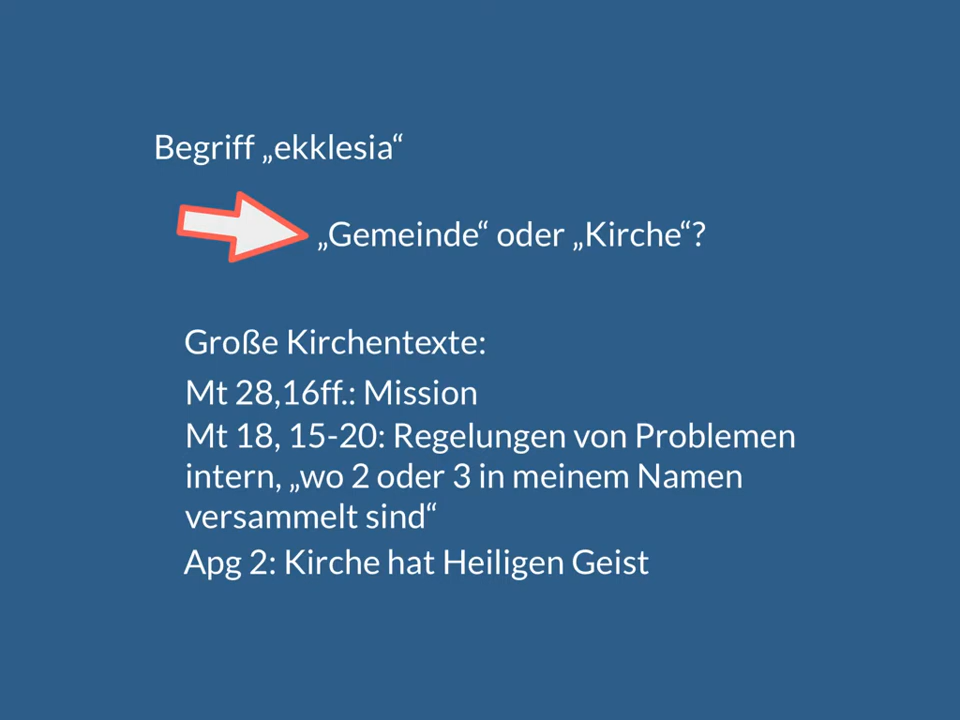 Begriff „ekklesia“
„Gemeinde“ oder „Kirche“?
Große Kirchentexte:
Mt 28,16ff.: Mission
Mt 18, 15-20: Regelungen von Problemen
intern, „wo 2 oder 3 in meinem Namen
versammelt sind“
Apg 2: Kirche hat Heiligen Geist